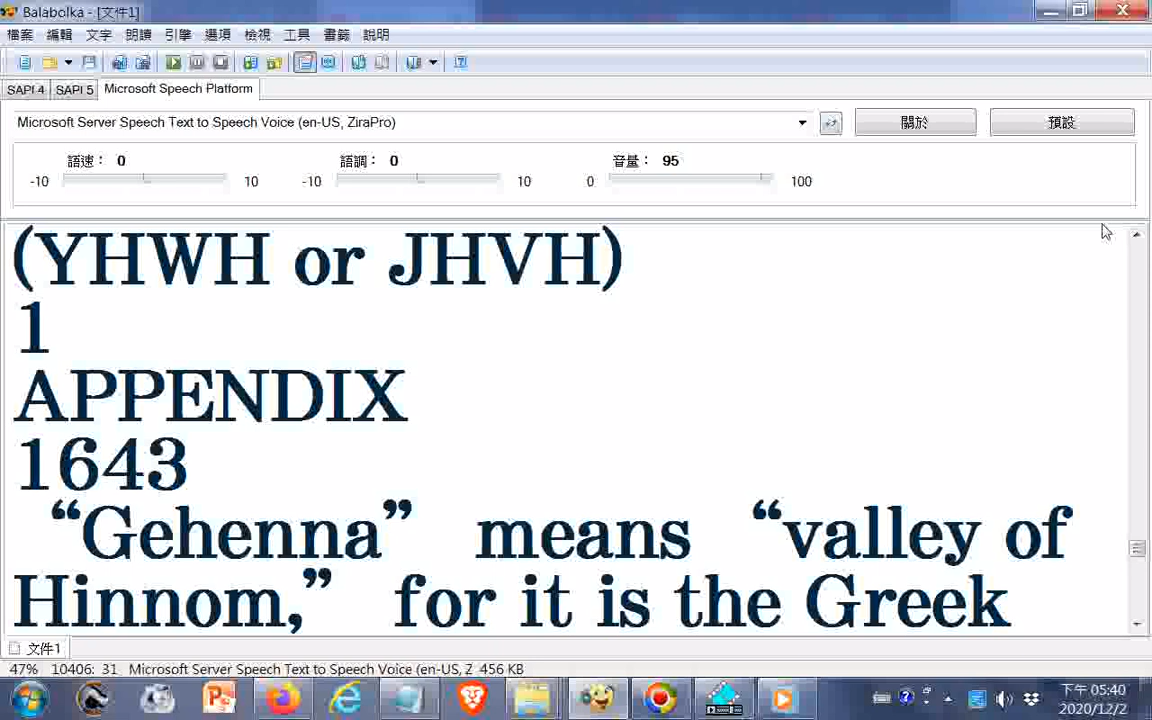 Balabolka - [文件1]
檔案 編輯 文字 朗讀 引擎 選項 檢視 工具 書籤 說明
SAPI 4 SAPI 5 Microsoft Speech Platform
Microsoft Server Speech Text to Speech Voice (en-US, ZiraPro) 關於 預設
語速： 0 語調： 0 音量： 95
-10 10 -10 10 0 100
(YHWH or JHVH)
1
APPENDIX
1643
“Gehenna” means “valley of
Hinnom,” for it is the Greek
文件1
47% 10406: 31 Microsoft Server Speech Text to Speech Voice (en-US, Z 456 KB
下午 05:40
2020/12/2